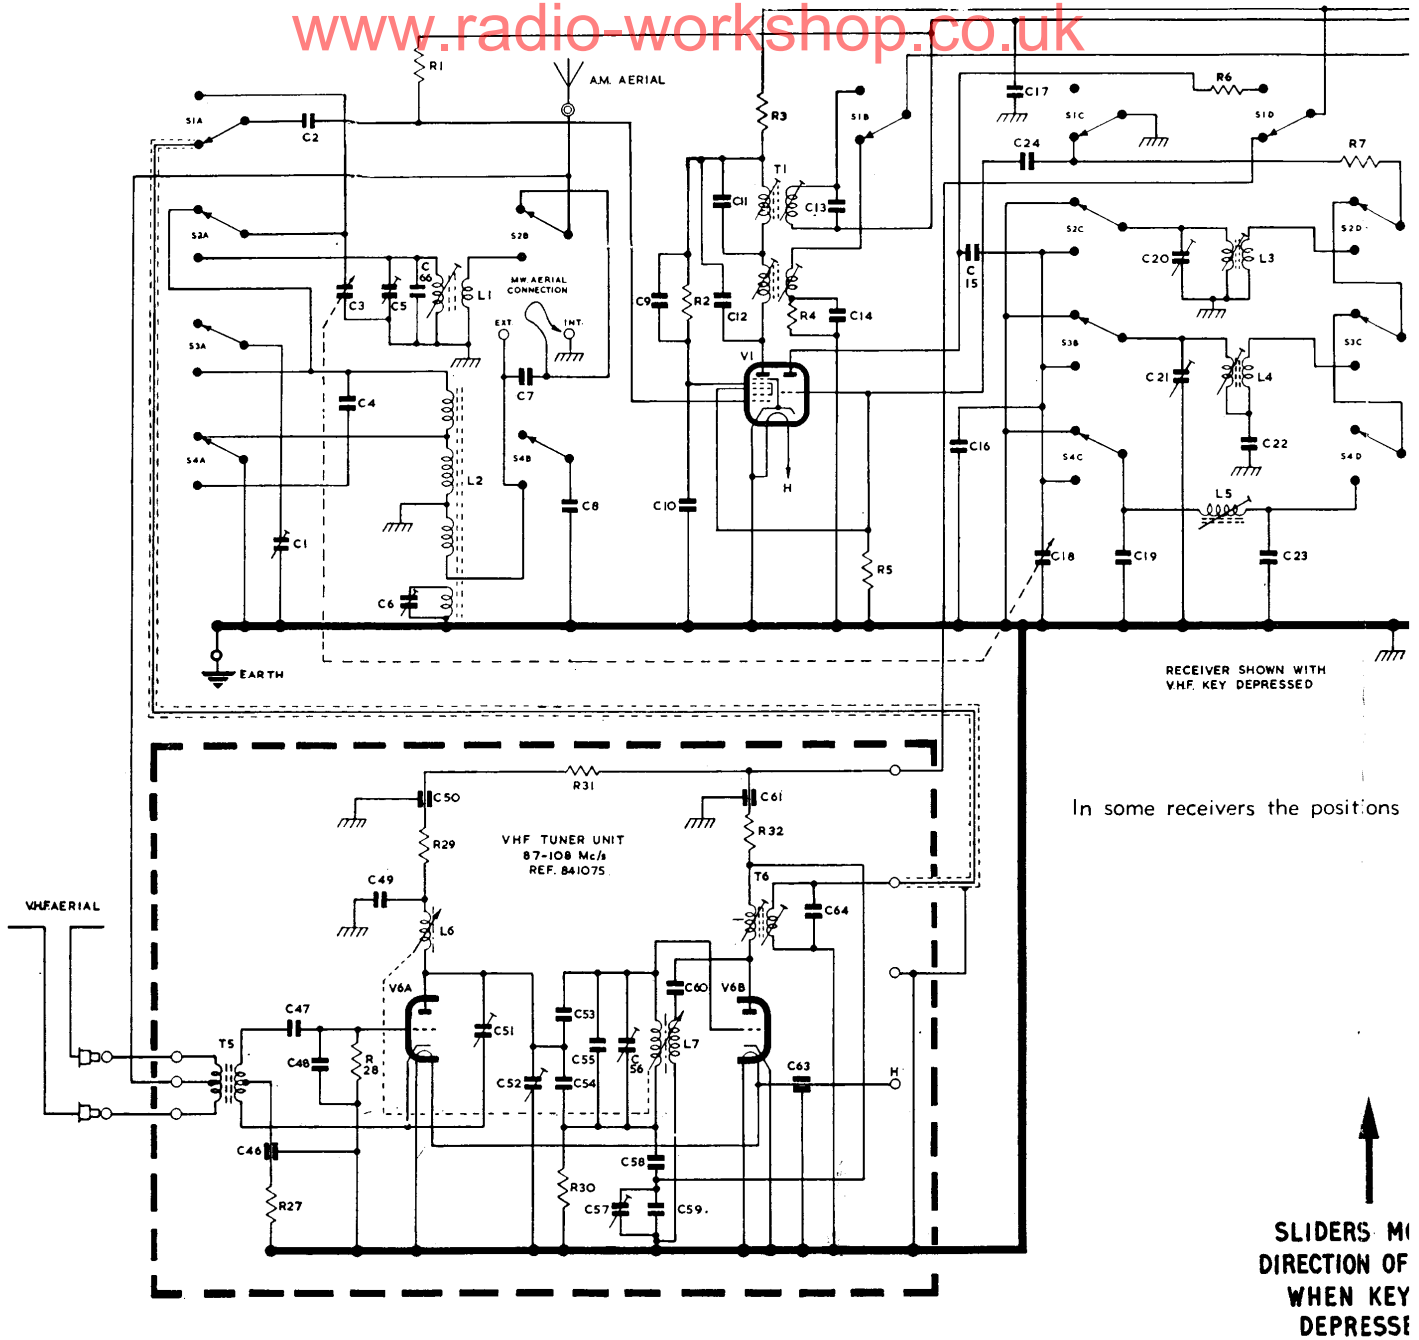 www.radio-workshop.co.uk
R1
A.M. AERIAL
S1A
C2
R3
S1B
C17
S1C
R6
S1D
C24
R7
T1
C11
C13
S2A
S2B
S2C
S2D
C3
C5
C
66
L1
M.W. AERIAL
CONNECTION
EXT.
INT.
C9
R2
C12
R4
C14
C
15
C20
L3
S3A
S3B
S3C
V1
C4
C7
C21
L4
S4A
S4B
S4C
S4D
L2
C8
C10
H
C16
C22
L5
C1
C6
R5
C18
C19
C23
EARTH
RECEIVER SHOWN WITH
V.H.F. KEY DEPRESSED
R31
C50
C61
R29
VHF TUNER UNIT
87-108 Mc/s
REF. 841075
R32
In some receivers the positions
C49
T6
V.H.F. AERIAL
L6
C64
V6A
C60
V6B
C47
C51
C53
T5
C48
R
28
C52
C55
C54
C
56
L7
C63
H
C46
C58
R27
R30
C57
C59.
SLIDERS MO
DIRECTION OF
WHEN KEY
DEPRESSE